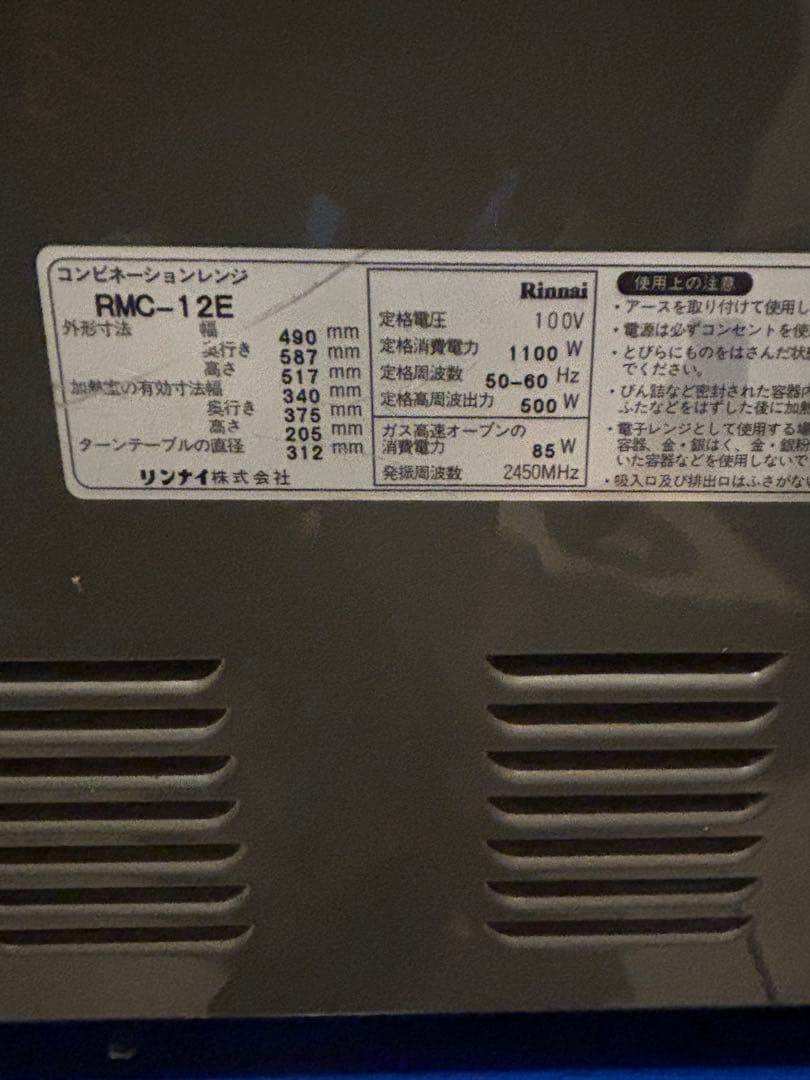 コンビネーションレンジ
RMC-12E
外形寸法 幅 490 mm
奥行き 587 mm
高さ 517 mm
加熱室の有効寸法幅 340 mm
奥行き 375 mm
高さ 205 mm
ターンテーブルの直径 312 mm
リンナイ株式会社
Rinnai
定格電圧 100V
定格消費電力 1100 W
定格周波数 50-60 Hz
定格高周波出力 500 W
ガス高速オーブンの
消費電力 85 W
発振周波数 2450MHz
使用上の注意
・アースを取り付けて使用し
・電源は必ずコンセントを使
・とびらにものをはさんだ状態
でください。
・びん詰など密封された容器内
ふたなどをはずした後に加熱
・電子レンジとして使用する場
容器、金・銀はく、金・銀粉
いた容器などを使用しないで
・吸入口及び排出口はふさがない